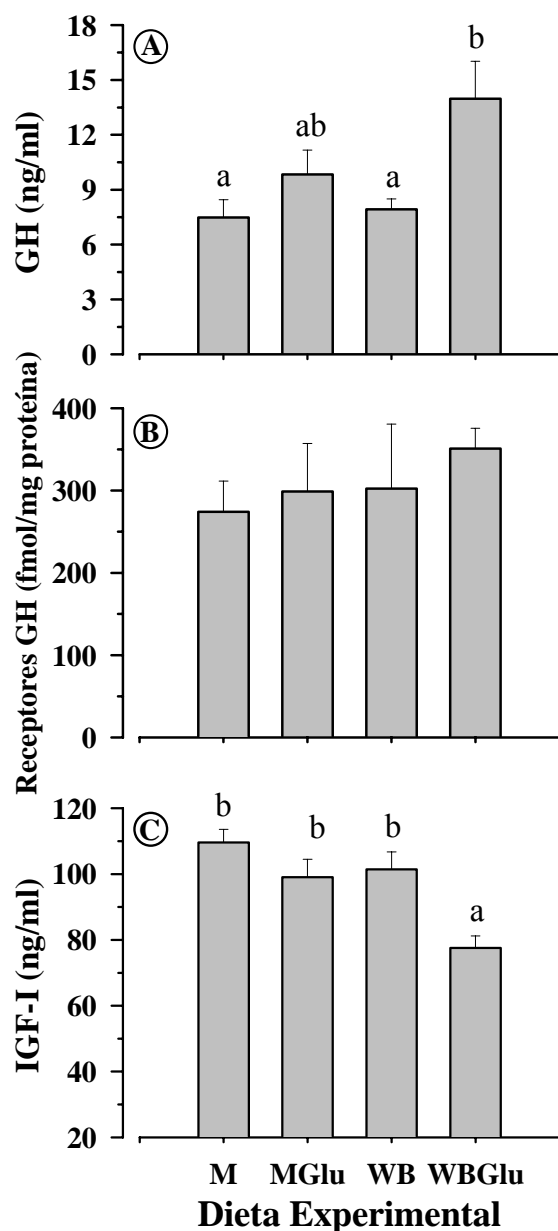 A
GH (ng/ml)
18
15
12
9
6
3
0
a
ab
a
b
B
Receptores GH (fmol/mg proteína)
400
300
200
100
0
C
IGF-I (ng/ml)
120
100
80
60
40
20
b
b
b
a
M MGlu WB WBGlu
Dieta Experimental